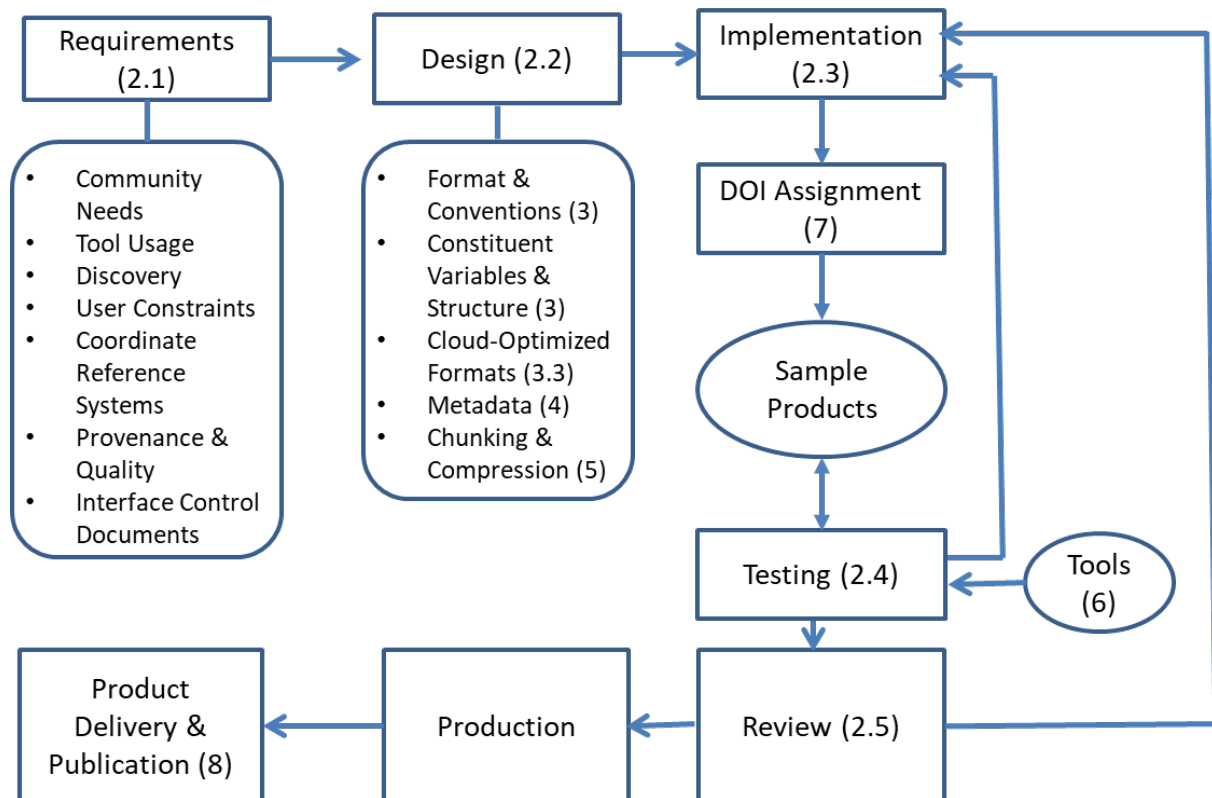 Requirements
(2.1)
Design (2.2)
Implementation
(2.3)
• Community
Needs
• Tool Usage
• Discovery
• User Constraints
• Coordinate
Reference
Systems
• Provenance &
Quality
• Interface Control
Documents
• Format &
Conventions (3)
• Constituent
Variables &
Structure (3)
• Cloud-Optimized
Formats (3.3)
• Metadata (4)
• Chunking &
Compression (5)
DOI Assignment
(7)
Sample
Products
Testing (2.4)
Tools
(6)
Product
Delivery &
Publication (8)
Production
Review (2.5)